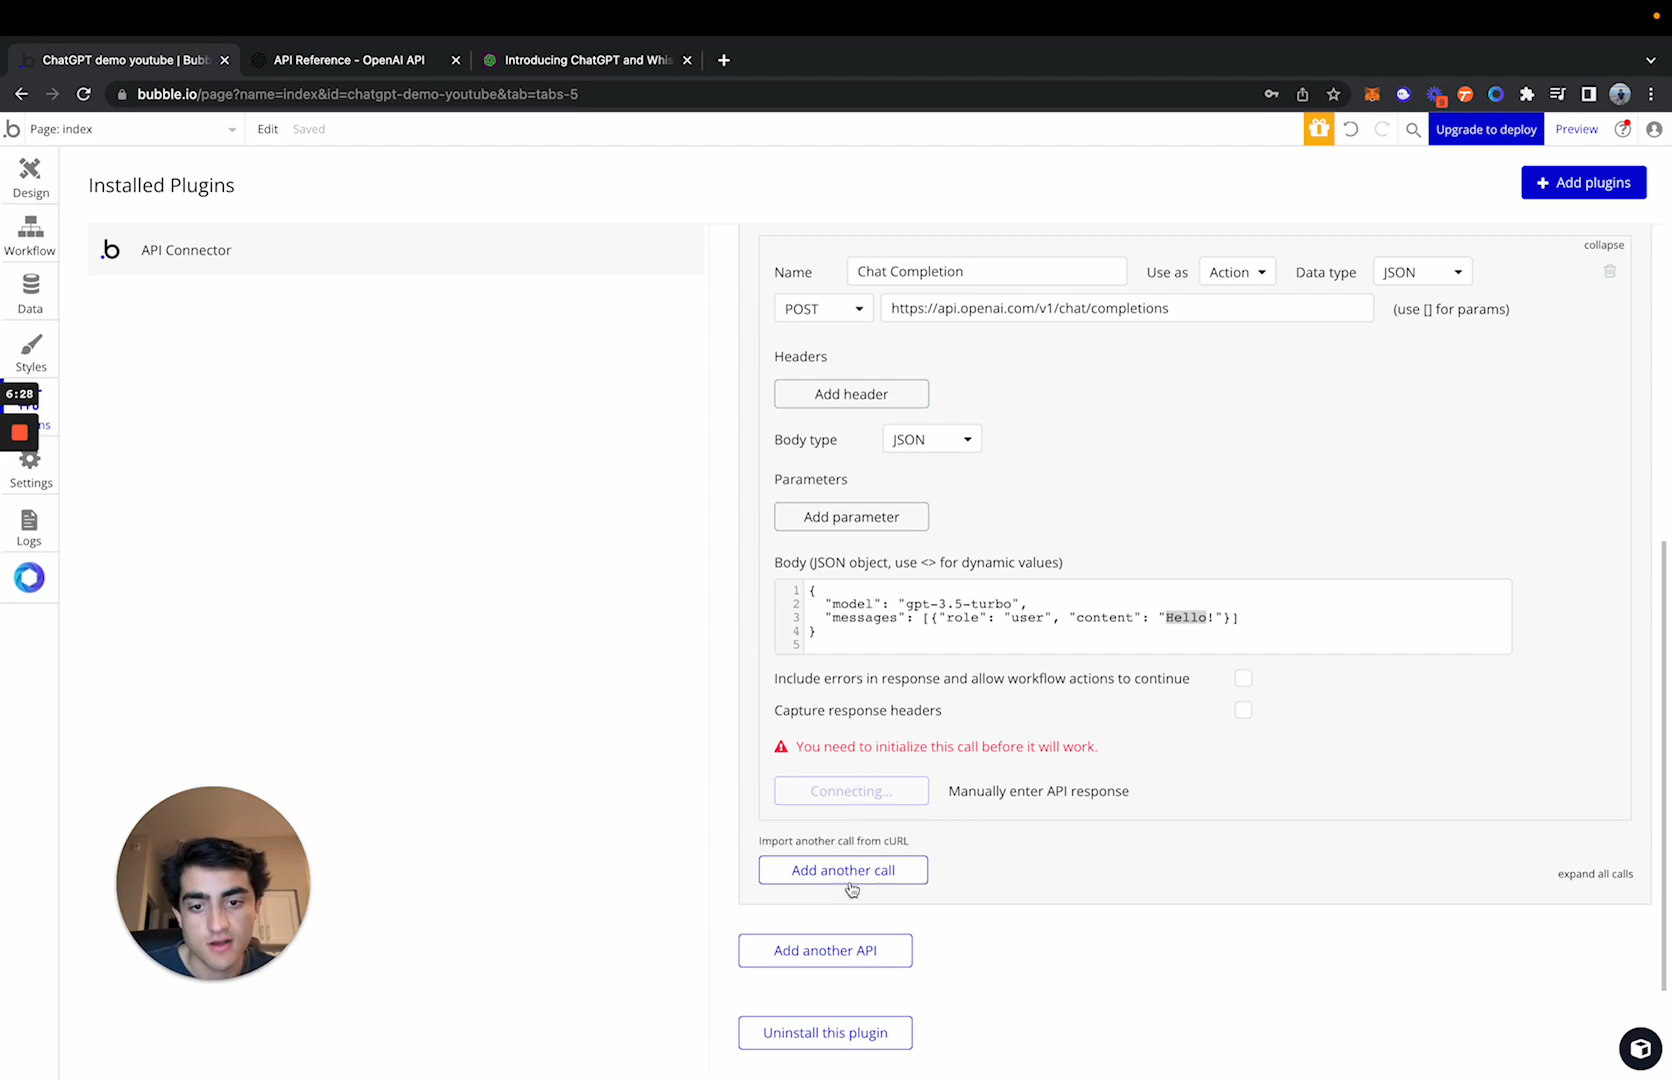 ChatGPT demo youtube | Bubb
API Reference - OpenAI API
Introducing ChatGPT and Whis
bubble.io/page?name=index&id=chatgpt-demo-youtube&tab=tabs-5
9
Page: index
Edit
Saved
Upgrade to deploy
Preview
Design
Workflow
Data
Styles
6:28
ns
Settings
Logs
Installed Plugins
+ Add plugins
b API Connector
collapse
Name
Chat Completion
Use as
Action
Data type
JSON
POST
https://api.openai.com/v1/chat/completions
(use [] for params)
Headers
Add header
Body type
JSON
Parameters
Add parameter
Body (JSON object, use <> for dynamic values)
1 {
2 "model": "gpt-3.5-turbo",
3 "messages": [{"role": "user", "content": "Hello!"}]
4 }
5
Include errors in response and allow workflow actions to continue
Capture response headers
You need to initialize this call before it will work.
Connecting...
Manually enter API response
Import another call from cURL
Add another call
expand all calls
Add another API
Uninstall this plugin